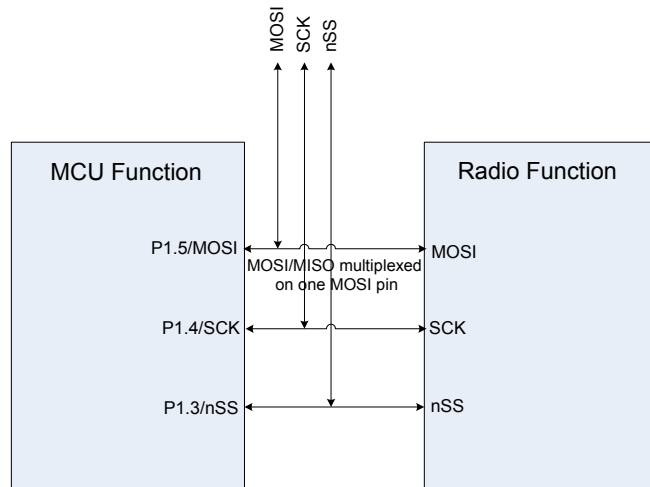 MOSI
SCK
nSS
MCU Function
Radio Function
P1.5/MOSI
MOSI
MOSI/MISO multiplexed
on one MOSI pin
P1.4/SCK
SCK
P1.3/nSS
nSS